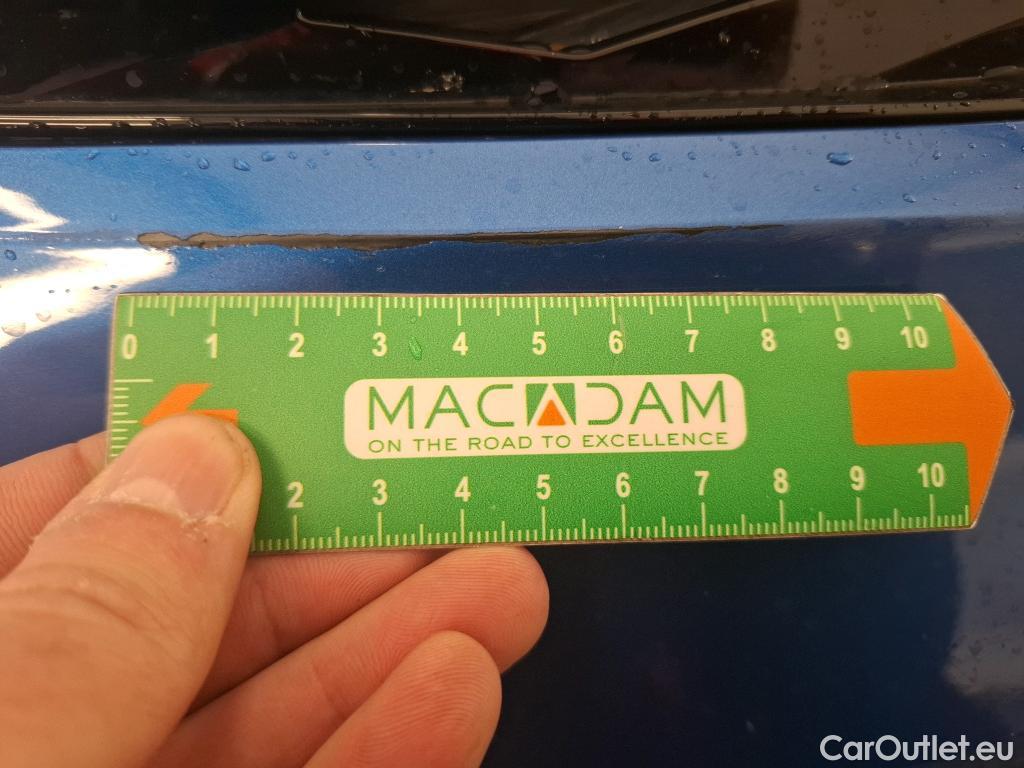 0 1 2 3 4 5 6 7 8 9 10
MACADAM
ON THE ROAD TO EXCELLENCE
2 3 4 5 6 7 8 9 10
CarOutlet.eu